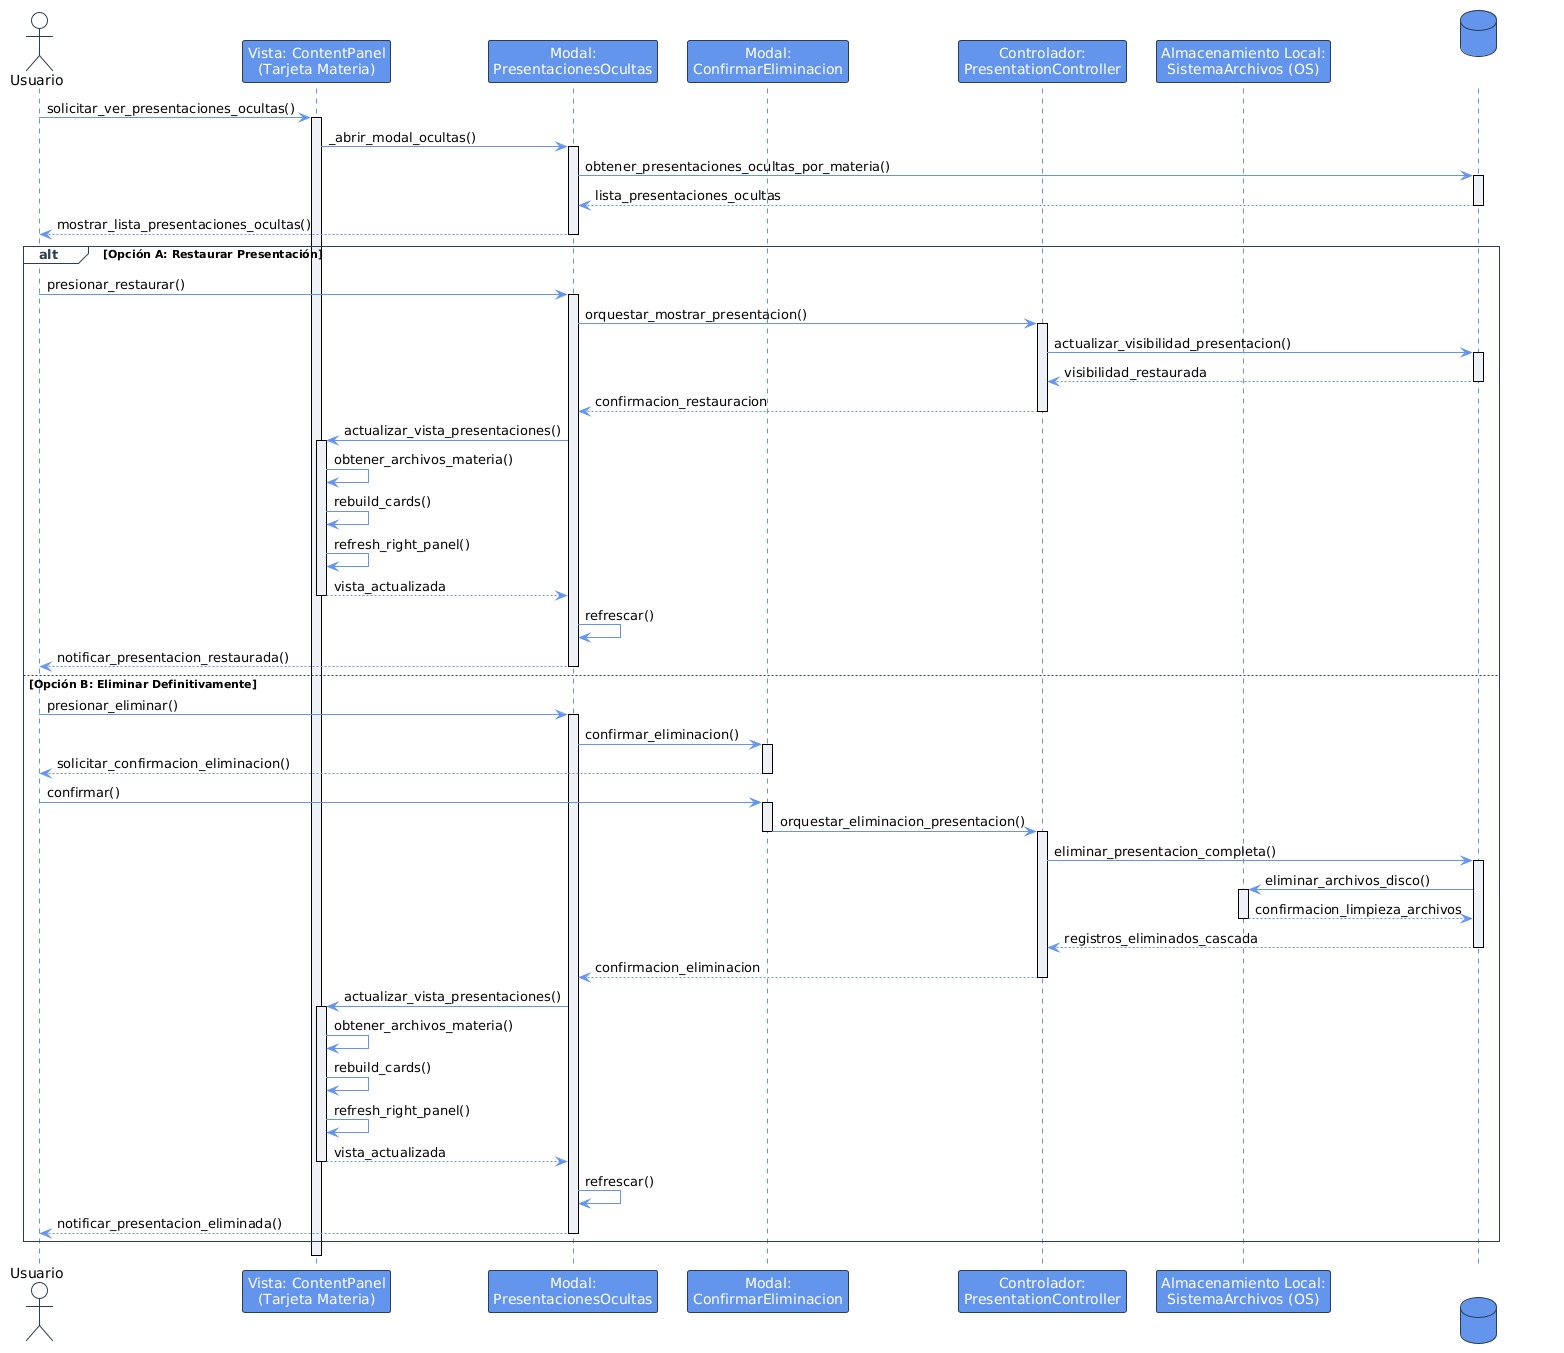 Usuario
Vista: ContentPanel
(Tarjeta Materia)
Modal:
PresentacionesOcultas
Modal:
ConfirmarEliminacion
Controlador:
PresentationController
Almacenamiento Local:
SistemaArchivos (OS)
solicitar_ver_presentaciones_ocultas()
_abrir_modal_ocultas()
obtener_presentaciones_ocultas_por_materia()
lista_presentaciones_ocultas
mostrar_lista_presentaciones_ocultas()
alt [Opción A: Restaurar Presentación]
presionar_restaurar()
orquestar_mostrar_presentacion()
actualizar_visibilidad_presentacion()
visibilidad_restaurada
confirmacion_restauracion
actualizar_vista_presentaciones()
obtener_archivos_materia()
rebuild_cards()
refresh_right_panel()
vista_actualizada
refrescar()
notificar_presentacion_restaurada()
[Opción B: Eliminar Definitivamente]
presionar_eliminar()
confirmar_eliminacion()
solicitar_confirmacion_eliminacion()
confirmar()
orquestar_eliminacion_presentacion()
eliminar_presentacion_completa()
eliminar_archivos_disco()
confirmacion_limpieza_archivos
registros_eliminados_cascada
confirmacion_eliminacion
actualizar_vista_presentaciones()
obtener_archivos_materia()
rebuild_cards()
refresh_right_panel()
vista_actualizada
refrescar()
notificar_presentacion_eliminada()
Usuario
Vista: ContentPanel
(Tarjeta Materia)
Modal:
PresentacionesOcultas
Modal:
ConfirmarEliminacion
Controlador:
PresentationController
Almacenamiento Local:
SistemaArchivos (OS)